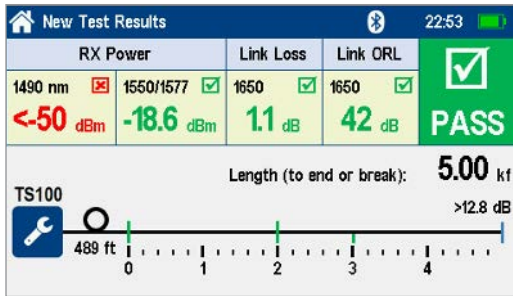 New Test Results 22:53
RX Power Link Loss Link ORL
1490 nm 1550/1577 1650 1650
<-50 dBm -18.6 dBm 1.1 dB 42 dB PASS
Length (to end or break): 5.00 kf
TS100 >12.8 dB
489 ft
0 1 2 3 4